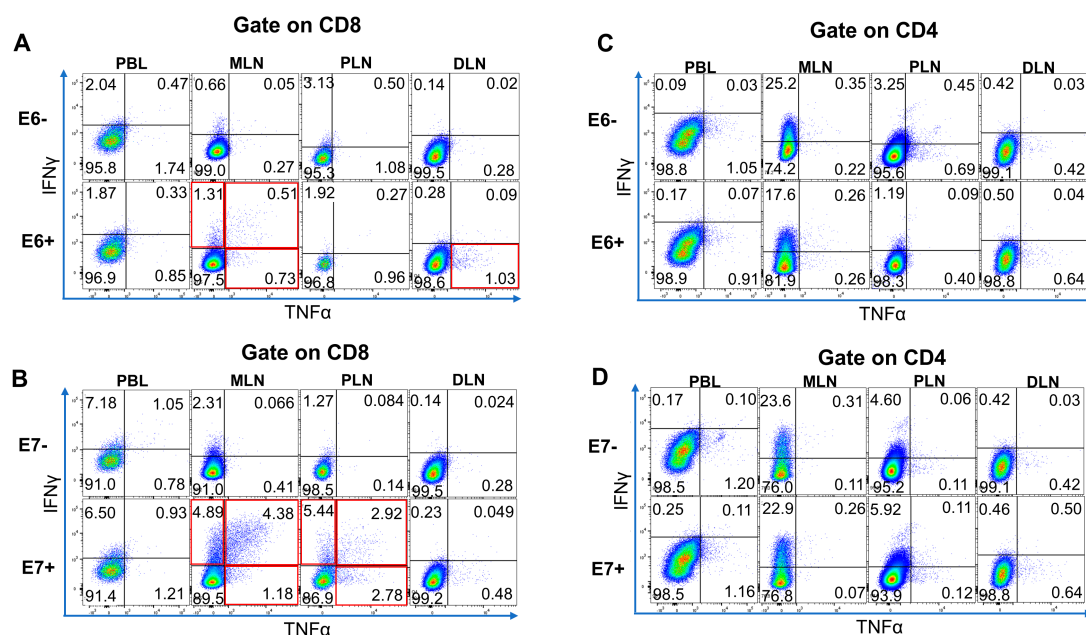 Gate on CD8
A
PBL MLN PLN DLN
2.04 0.47 0.66 0.05 3.13 0.50 0.14 0.02
E6-
95.8 1.74 99.0 0.27 95.3 1.08 99.5 0.28
1.87 0.33 1.31 0.51 1.92 0.27 0.28 0.09
E6+
96.9 0.85 97.5 0.73 96.8 0.96 98.6 1.03
IFNγ
TNFα
Gate on CD4
C
PBL MLN PLN DLN
0.09 0.03 25.2 0.35 3.25 0.45 0.42 0.03
E6-
98.8 1.05 74.2 0.22 95.6 0.69 99.1 0.42
0.17 0.07 17.6 0.26 1.19 0.09 0.50 0.04
E6+
98.9 0.91 81.9 0.26 98.3 0.40 98.8 0.64
IFNγ
TNFα
Gate on CD8
B
PBL MLN PLN DLN
7.18 1.05 2.31 0.066 1.27 0.084 0.14 0.024
E7-
91.0 0.78 91.0 0.41 98.5 0.14 99.5 0.28
6.50 0.93 4.89 4.38 5.44 2.92 0.23 0.049
E7+
91.4 1.21 89.5 1.18 86.9 2.78 99.2 0.48
IFNγ
TNFα
Gate on CD4
D
PBL MLN PLN DLN
0.17 0.10 23.6 0.31 4.60 0.06 0.42 0.03
E7-
98.5 1.20 76.0 0.11 95.2 0.11 99.1 0.42
0.25 0.11 22.9 0.26 5.92 0.11 0.46 0.50
E7+
98.5 1.16 76.8 0.07 93.9 0.12 98.8 0.64
IFNγ
TNFα